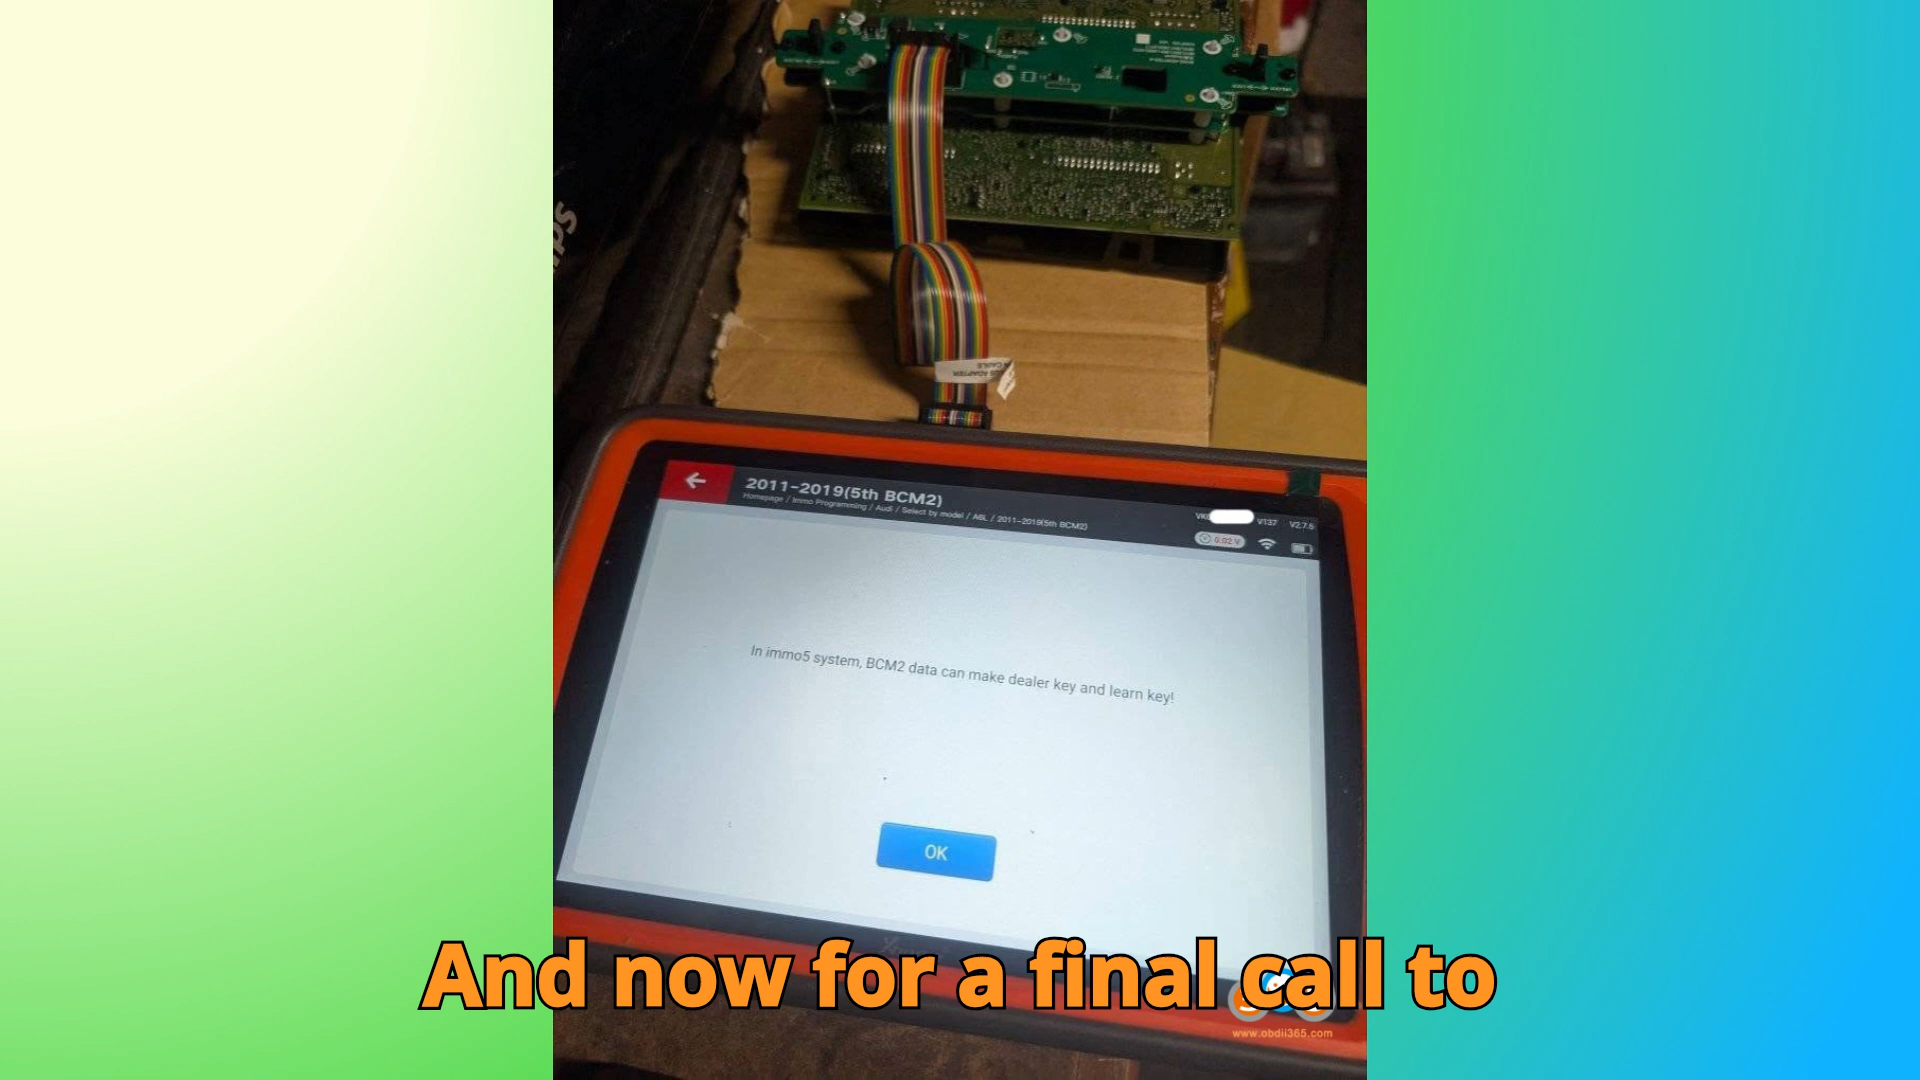 2011-2019(5th BCM2)
Homepage / Immo Programming / Audi / Select by model / A6L / 2011-2019(5th BCM2)
V137 V2.7.6
0.02 V
In immo5 system, BCM2 data can make dealer key and learn key!
OK
And now for a final call to
www.obdii365.com